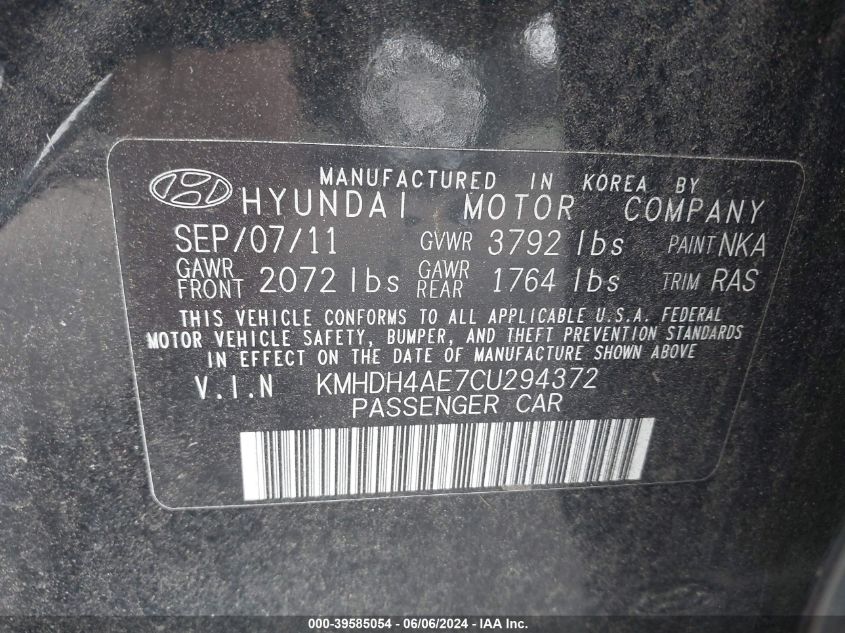 MANUFACTURED IN KOREA BY
HYUNDAI MOTOR COMPANY
SEP/07/11 GVWR 3792 lbs PAINT NKA
GAWR FRONT 2072 lbs GAWR REAR 1764 lbs TRIM RAS
THIS VEHICLE CONFORMS TO ALL APPLICABLE U.S.A. FEDERAL
MOTOR VEHICLE SAFETY, BUMPER, AND THEFT PREVENTION STANDARDS
IN EFFECT ON THE DATE OF MANUFACTURE SHOWN ABOVE
V.I.N KMHDH4AE7CU294372
PASSENGER CAR
000-39585054 - 06/06/2024 - IAA Inc.